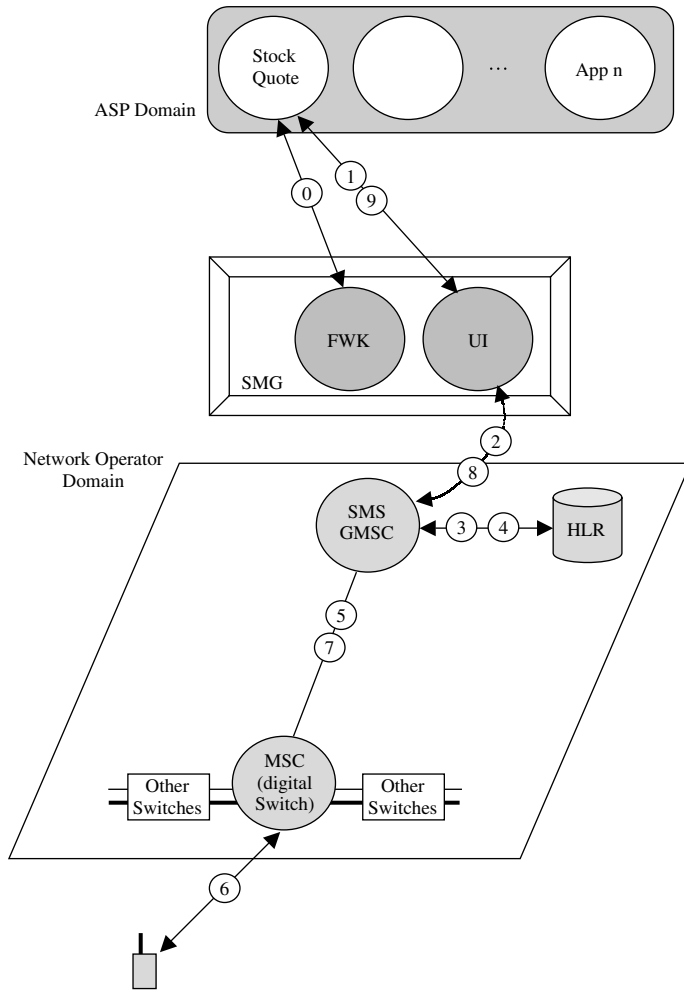 Stock
Quote
...
App n
ASP Domain
0
1
9
FWK
UI
SMG
2
Network Operator
Domain
8
SMS
GMSC
3
4
HLR
5
7
MSC
(digital
Switch)
Other
Switches
Other
Switches
6